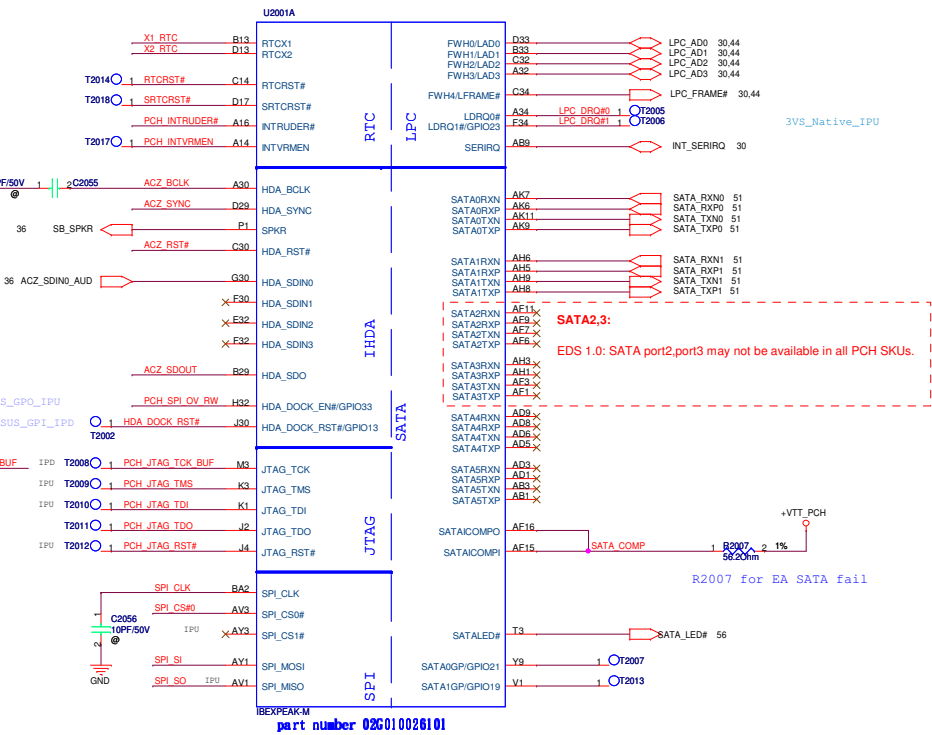 U2001A
X1_RTC B13 RTCX1 FWH0/LAD0 D33 LPC_AD0 30,44
X2_RTC D13 RTCX2 FWH1/LAD1 B33 LPC_AD1 30,44
FWH2/LAD2 C32 LPC_AD2 30,44
FWH3/LAD3 A32 LPC_AD3 30,44
T2014 1 RTCRST# C14 RTCRST#
FWH4/LFRAME# C34 LPC_FRAME# 30,44
T2018 1 SRTCRST# D17 SRTCRST#
LDRQ0# A34 LPC_DRQ#0 1 T2005
PCH_INTRUDER# A16 INTRUDER# LDRQ1#/GPIO23 F34 LPC_DRQ#1 1 T2006
3VS_Native_IPU
T2017 1 PCH_INTVRMEN A14 INTVRMEN SERIRQ AB9 INT_SERIRQ 30
RTC LPC
PF/50V 1 2 C2055 ACZ_BCLK A30 HDA_BCLK
@
SATA0RXN AK7 SATA_RXN0 51
ACZ_SYNC D29 HDA_SYNC SATA0RXP AK6 SATA_RXP0 51
SATA0TXN AK11 SATA_TXN0 51
36 SB_SPKR P1 SPKR SATA0TXP AK9 SATA_TXP0 51
ACZ_RST# C30 HDA_RST#
SATA1RXN AH6 SATA_RXN1 51
SATA1RXP AH5 SATA_RXP1 51
36 ACZ_SDIN0_AUD G30 HDA_SDIN0 SATA1TXN AH9 SATA_TXN1 51
SATA1TXP AH8 SATA_TXP1 51
F30 HDA_SDIN1
SATA2RXN AF11
E32 HDA_SDIN2 SATA2RXP AF9
SATA2,3:
SATA2TXN AF7
F32 HDA_SDIN3 SATA2TXP AF6
EDS 1.0: SATA port2,port3 may not be available in all PCH SKUs.
IHDA
SATA3RXN AH3
ACZ_SDOUT B29 HDA_SDO SATA3RXP AH1
SATA3TXN AF3
SATA3TXP AF1
S_GPO_IPU PCH_SPI_OV_RW H32 HDA_DOCK_EN#/GPIO33
SATA4RXN AD9
SUS_GPI_IPD 1 HDA_DOCK_RST# J30 HDA_DOCK_RST#/GPIO13 SATA4RXP AD8
T2002
SATA4TXN AD6
SATA4TXP AD5
SATA
BUF IPD T2008 1 PCH_JTAG_TCK_BUF M3 JTAG_TCK SATA5RXN AD3
SATA5RXP AD1
IPU T2009 1 PCH_JTAG_TMS K3 JTAG_TMS SATA5TXN AB3
SATA5TXP AB1
IPU T2010 1 PCH_JTAG_TDI K1 JTAG_TDI
+VTT_PCH
T2011 1 PCH_JTAG_TDO J2 JTAG_TDO SATAICOMPO AF16
IPU T2012 1 PCH_JTAG_RST# J4 JTAG_RST# SATAICOMPI AF15 SATA_COMP 1 R2007 2 1%
56.2Ohm
JTAG
R2007 for EA SATA fail
SPI_CLK BA2 SPI_CLK
SPI_CS#0 AV3 SPI_CS0#
1 C2056
10PF/50V
2 @
IPU AY3 SPI_CS1# SATALED# T3 SATA_LED# 56
SPI_SI AY1 SPI_MOSI SATA0GP/GPIO21 Y9 1 T2007
GND
SPI_SO IPU AV1 SPI_MISO SATA1GP/GPIO19 V1 1 T2013
SPI
IBEXPEAK-M
part number 02G010026101